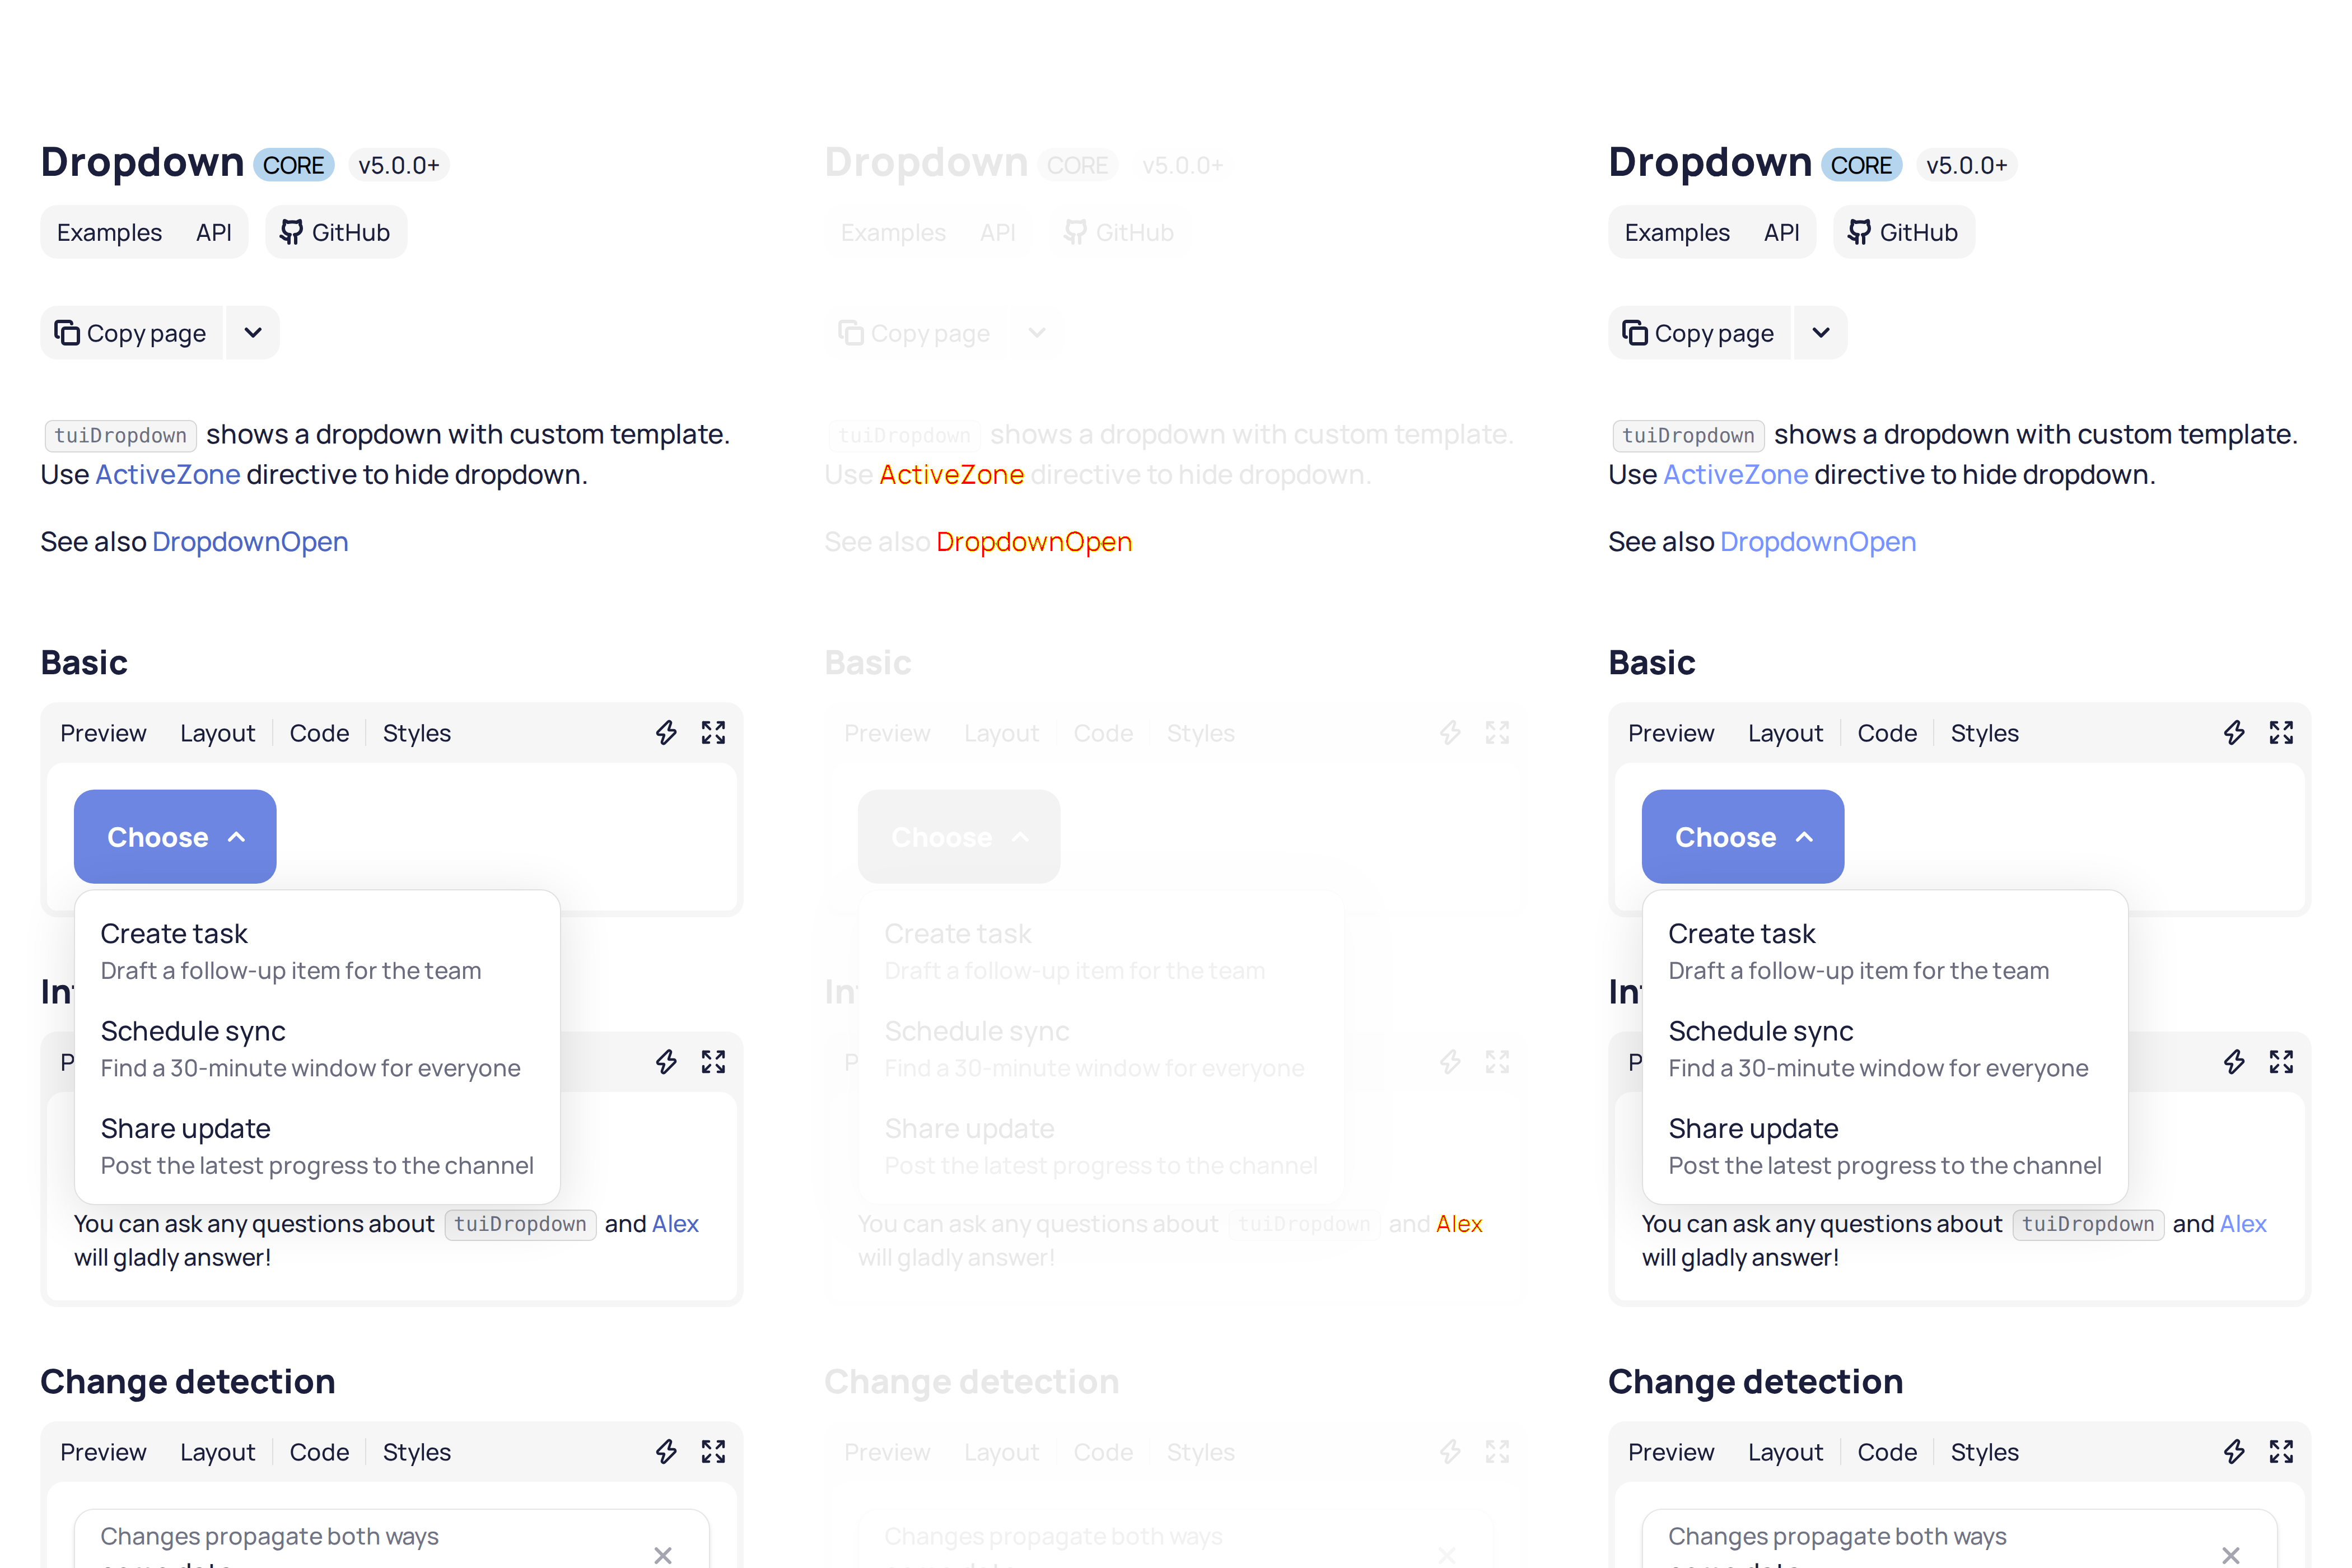 Dropdown CORE v5.0.0+
Examples API GitHub
Copy page
tuiDropdown shows a dropdown with custom template.
Use ActiveZone directive to hide dropdown.
See also DropdownOpen
Basic
Preview Layout Code Styles
Choose
Create task
Draft a follow-up item for the team
Schedule sync
Find a 30-minute window for everyone
Share update
Post the latest progress to the channel
You can ask any questions about tuiDropdown and Alex
will gladly answer!
Change detection
Preview Layout Code Styles
Changes propagate both ways
Dropdown CORE v5.0.0+
Examples API GitHub
Copy page
tuiDropdown shows a dropdown with custom template.
Use ActiveZone directive to hide dropdown.
See also DropdownOpen
Basic
Preview Layout Code Styles
Choose
Create task
Draft a follow-up item for the team
Schedule sync
Find a 30-minute window for everyone
Share update
Post the latest progress to the channel
You can ask any questions about tuiDropdown and Alex
will gladly answer!
Change detection
Preview Layout Code Styles
Changes propagate both ways
Dropdown CORE v5.0.0+
Examples API GitHub
Copy page
tuiDropdown shows a dropdown with custom template.
Use ActiveZone directive to hide dropdown.
See also DropdownOpen
Basic
Preview Layout Code Styles
Choose
Create task
Draft a follow-up item for the team
Schedule sync
Find a 30-minute window for everyone
Share update
Post the latest progress to the channel
You can ask any questions about tuiDropdown and Alex
will gladly answer!
Change detection
Preview Layout Code Styles
Changes propagate both ways